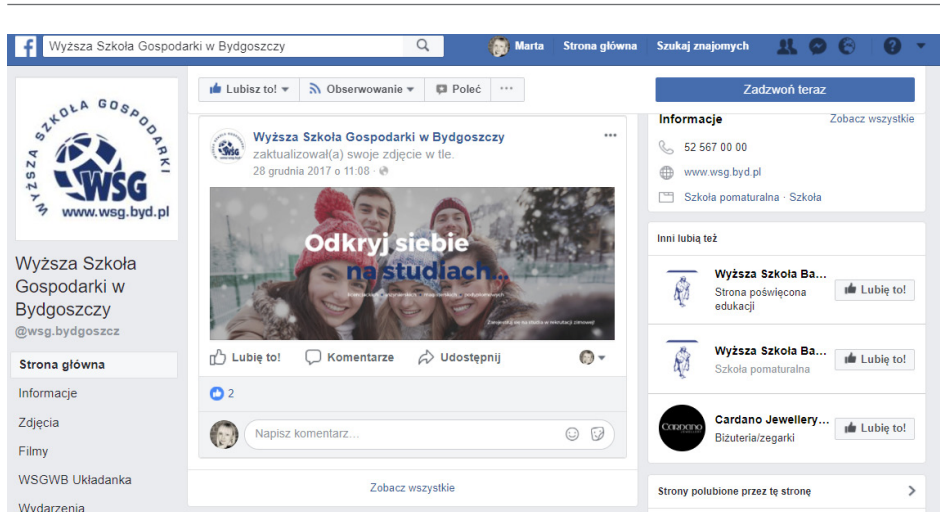 Wyższa Szkoła Gospodarki w Bydgoszczy
Marta
Strona główna
Szukaj znajomych
WYŻSZA SZKOŁA GOSPODARKI
WSG
www.wsg.byd.pl
Wyższa Szkoła
Gospodarki w
Bydgoszczy
@wsg.bydgoszcz
Strona główna
Informacje
Zdjęcia
Filmy
WSGWB Układanka
Wydarzenia
Lubisz to!
Obserwowanie
Poleć
Wyższa Szkoła Gospodarki w Bydgoszczy
zaktualizował(a) swoje zdjęcie w tle.
28 grudnia 2017 o 11:08
Odkryj siebie
na studiach...
Lubię to!
Komentarze
Udostępnij
2
Napisz komentarz...
Zobacz wszystkie
Zadzwoń teraz
Informacje
Zobacz wszystkie
52 567 00 00
www.wsg.byd.pl
Szkoła pomaturalna · Szkoła
Inni lubią też
Wyższa Szkoła Ba...
Strona poświęcona
edukacji
Lubię to!
Wyższa Szkoła Ba...
Szkoła pomaturalna
Lubię to!
CARDANO
Cardano Jewellery...
Biżuteria/zegarki
Lubię to!
Strony polubione przez tę stronę